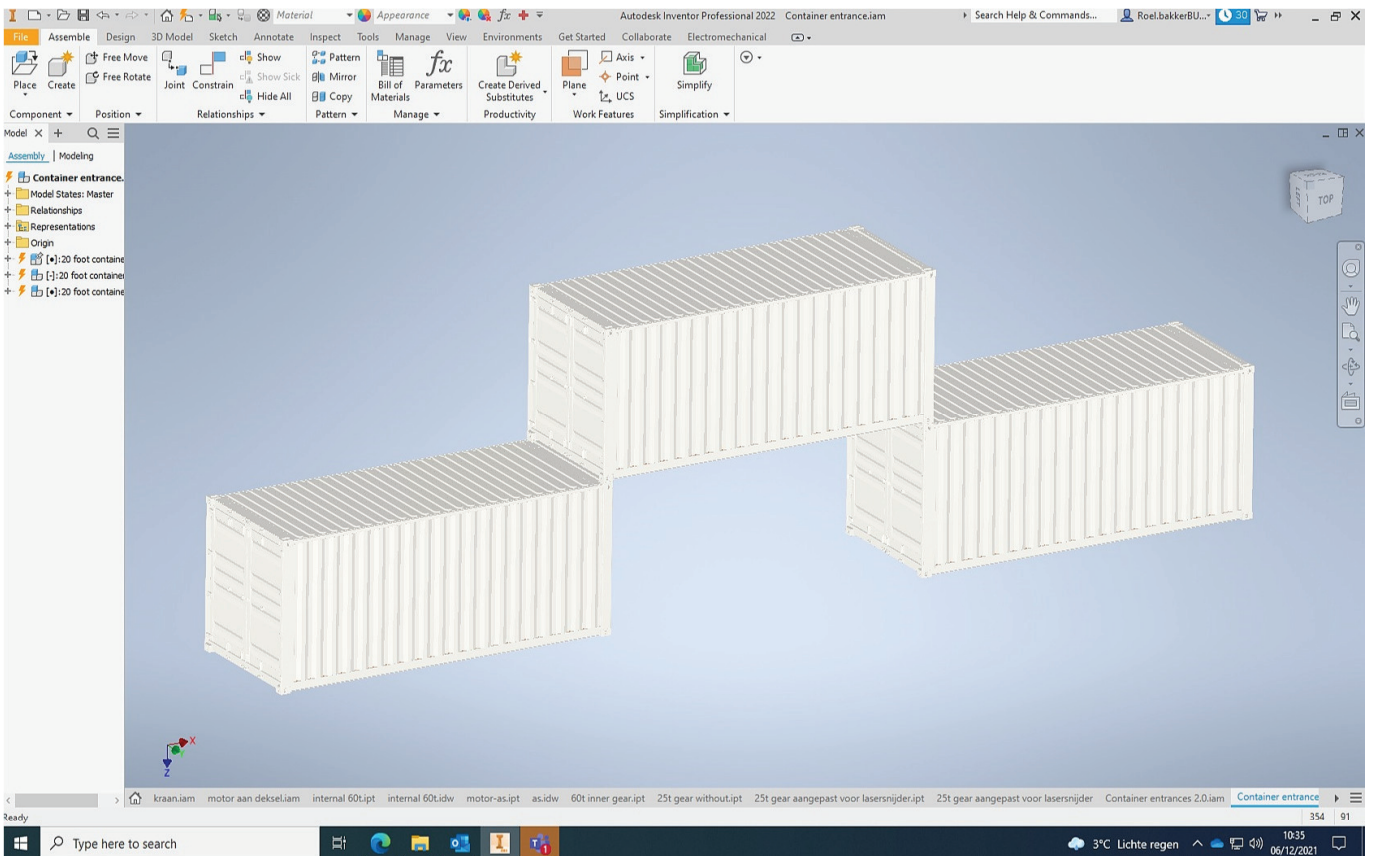 Material
Appearance
fx
Autodesk Inventor Professional 2022 Container entrance.iam
Search Help & Commands...
Roel.bakkerBU...
30
File Assemble Design 3D Model Sketch Annotate Inspect Tools Manage View Environments Get Started Collaborate Electromechanical
Place
Create
Free Move
Free Rotate
Joint
Constrain
Show
Show Sick
Hide All
Pattern
Mirror
Copy
Bill of
Materials
fx
Parameters
Create Derived
Substitutes
Plane
Axis
Point
UCS
Simplify
Component Position Relationships Pattern Manage Productivity Work Features Simplification
Model × +
Assembly | Modeling
Container entrance.
Model States: Master
Relationships
Representations
Origin
[•]:20 foot containe
[-]:20 foot container
[•]:20 foot containe
TOP
X
Z
kraan.iam motor aan deksel.iam internal 60t.ipt internal 60t.idw motor-as.ipt as.idw 60t inner gear.ipt 25t gear without.ipt 25t gear aangepast voor lasersnijder.ipt 25t gear aangepast voor lasersnijder Container entrances 2.0.iam Container entrance
Ready
354 91
Type here to search
1
3°C Lichte regen
10:35
06/12/2021